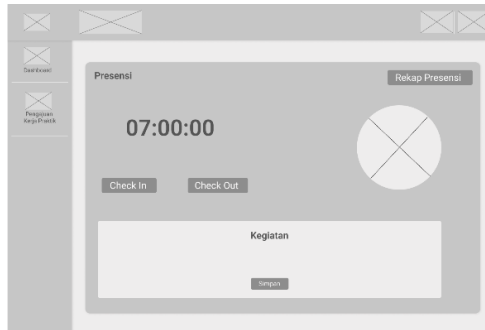 Dashboard
Pengajuan
Kerja Praktik
Presensi
Rekap Presensi
07:00:00
Check In
Check Out
Kegiatan
Simpan